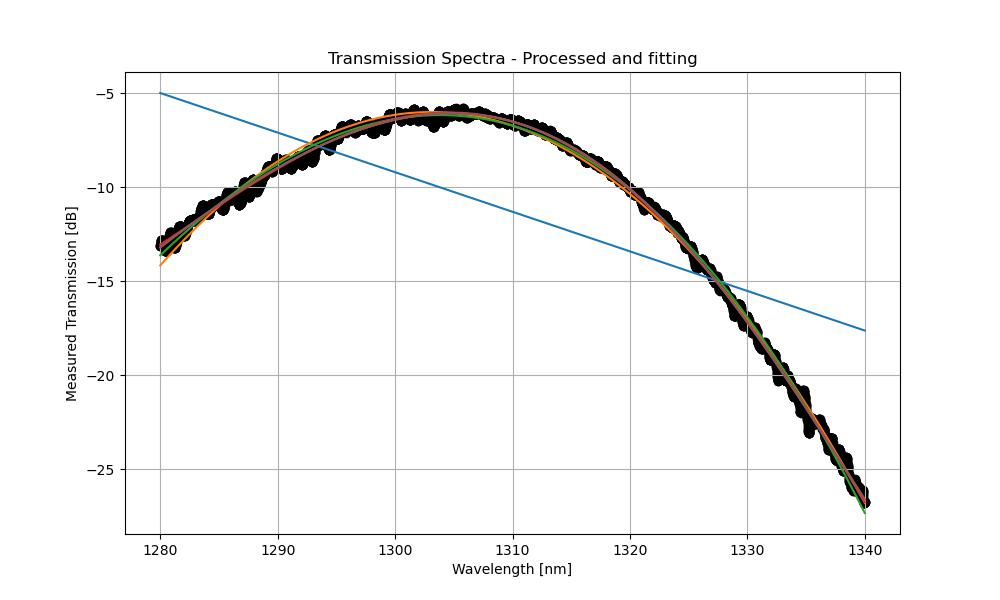 Transmission Spectra - Processed and fitting
Measured Transmission [dB]
−5
−10
−15
−20
−25
1280 1290 1300 1310 1320 1330 1340
Wavelength [nm]